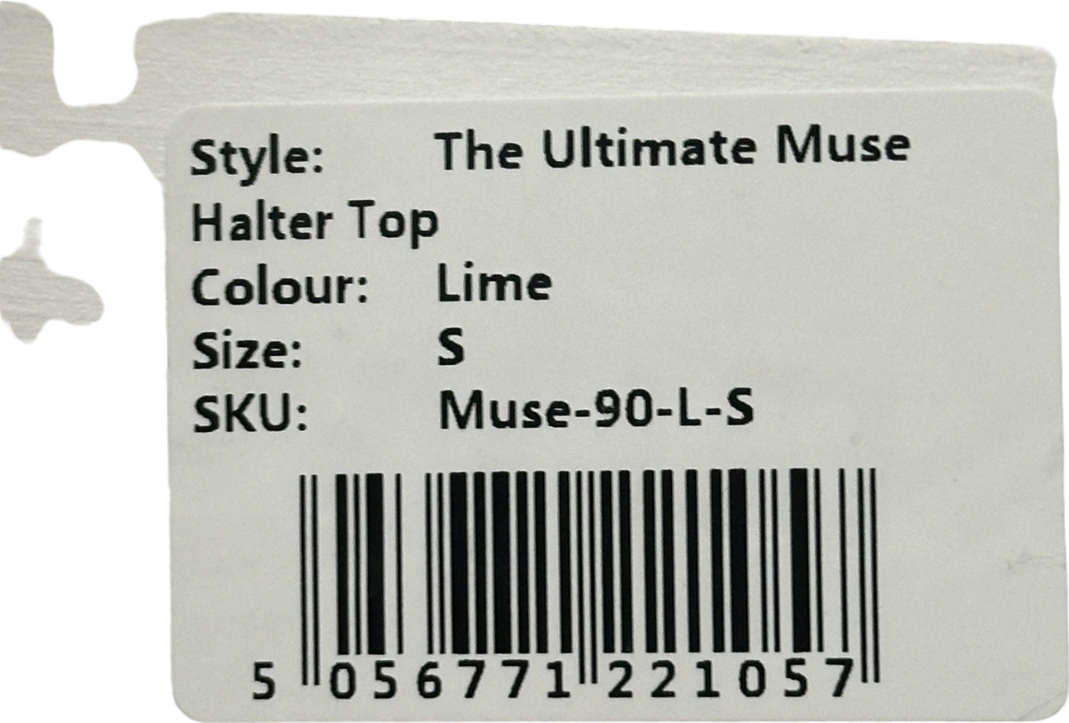 Style: The Ultimate Muse
Halter Top
Colour: Lime
Size: S
SKU: Muse-90-L-S
5 056771 221057